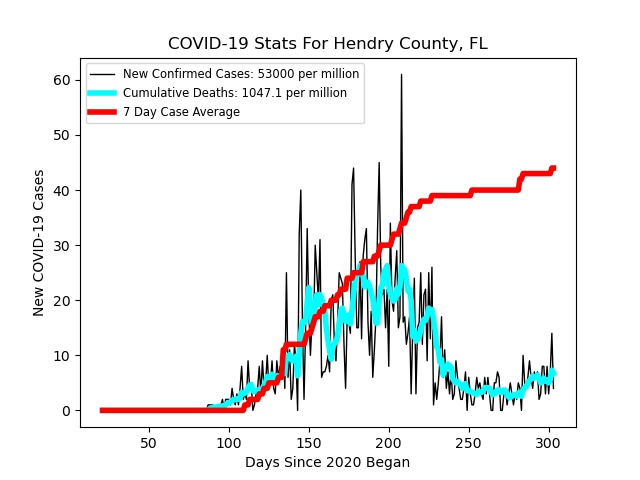 COVID-19 Stats For Hendry County, FL
New Confirmed Cases: 53000 per million
Cumulative Deaths: 1047.1 per million
7 Day Case Average
60
50
40
30
20
10
0
New COVID-19 Cases
50 100 150 200 250 300
Days Since 2020 Began